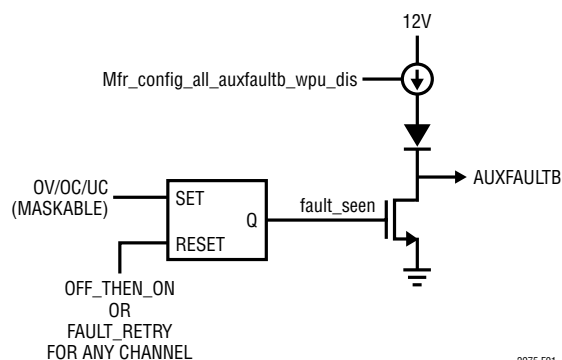 12V
Mfr_config_all_auxfaultb_wpu_dis
AUXFAULTB
OV/OC/UC
(MASKABLE)
SET
fault_seen
Q
RESET
OFF_THEN_ON
OR
FAULT_RETRY
FOR ANY CHANNEL